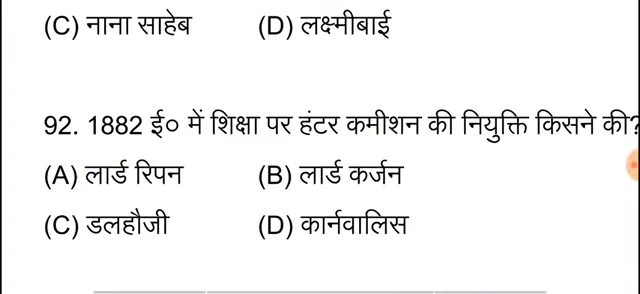 (C) नाना साहेब (D) लक्ष्मीबाई
92. 1882 ई० में शिक्षा पर हंटर कमीशन की नियुक्ति किसने की?
(A) लार्ड रिपन (B) लार्ड कर्जन
(C) डलहौजी (D) कार्नवालिस